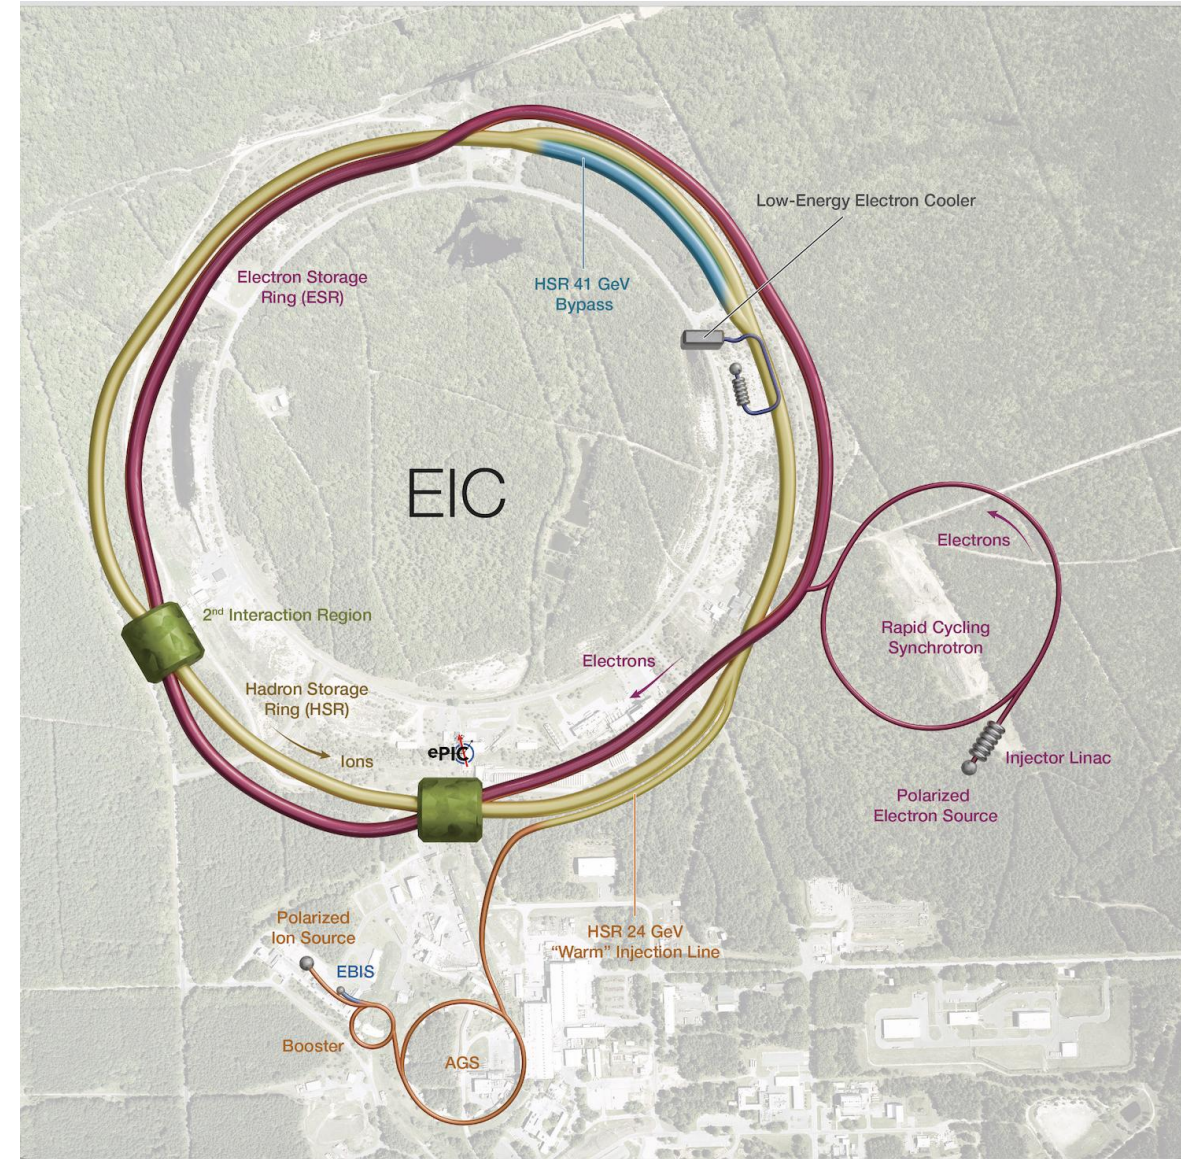 Low-Energy Electron Cooler
Electron Storage
Ring (ESR)
HSR 41 GeV
Bypass
EIC
Electrons
Rapid Cycling
Synchrotron
2nd Interaction Region
Electrons
Hadron Storage
Ring (HSR)
Ions
ePIC
Injector Linac
Polarized
Electron Source
Polarized
Ion Source
HSR 24 GeV
“Warm” Injection Line
EBIS
Booster
AGS